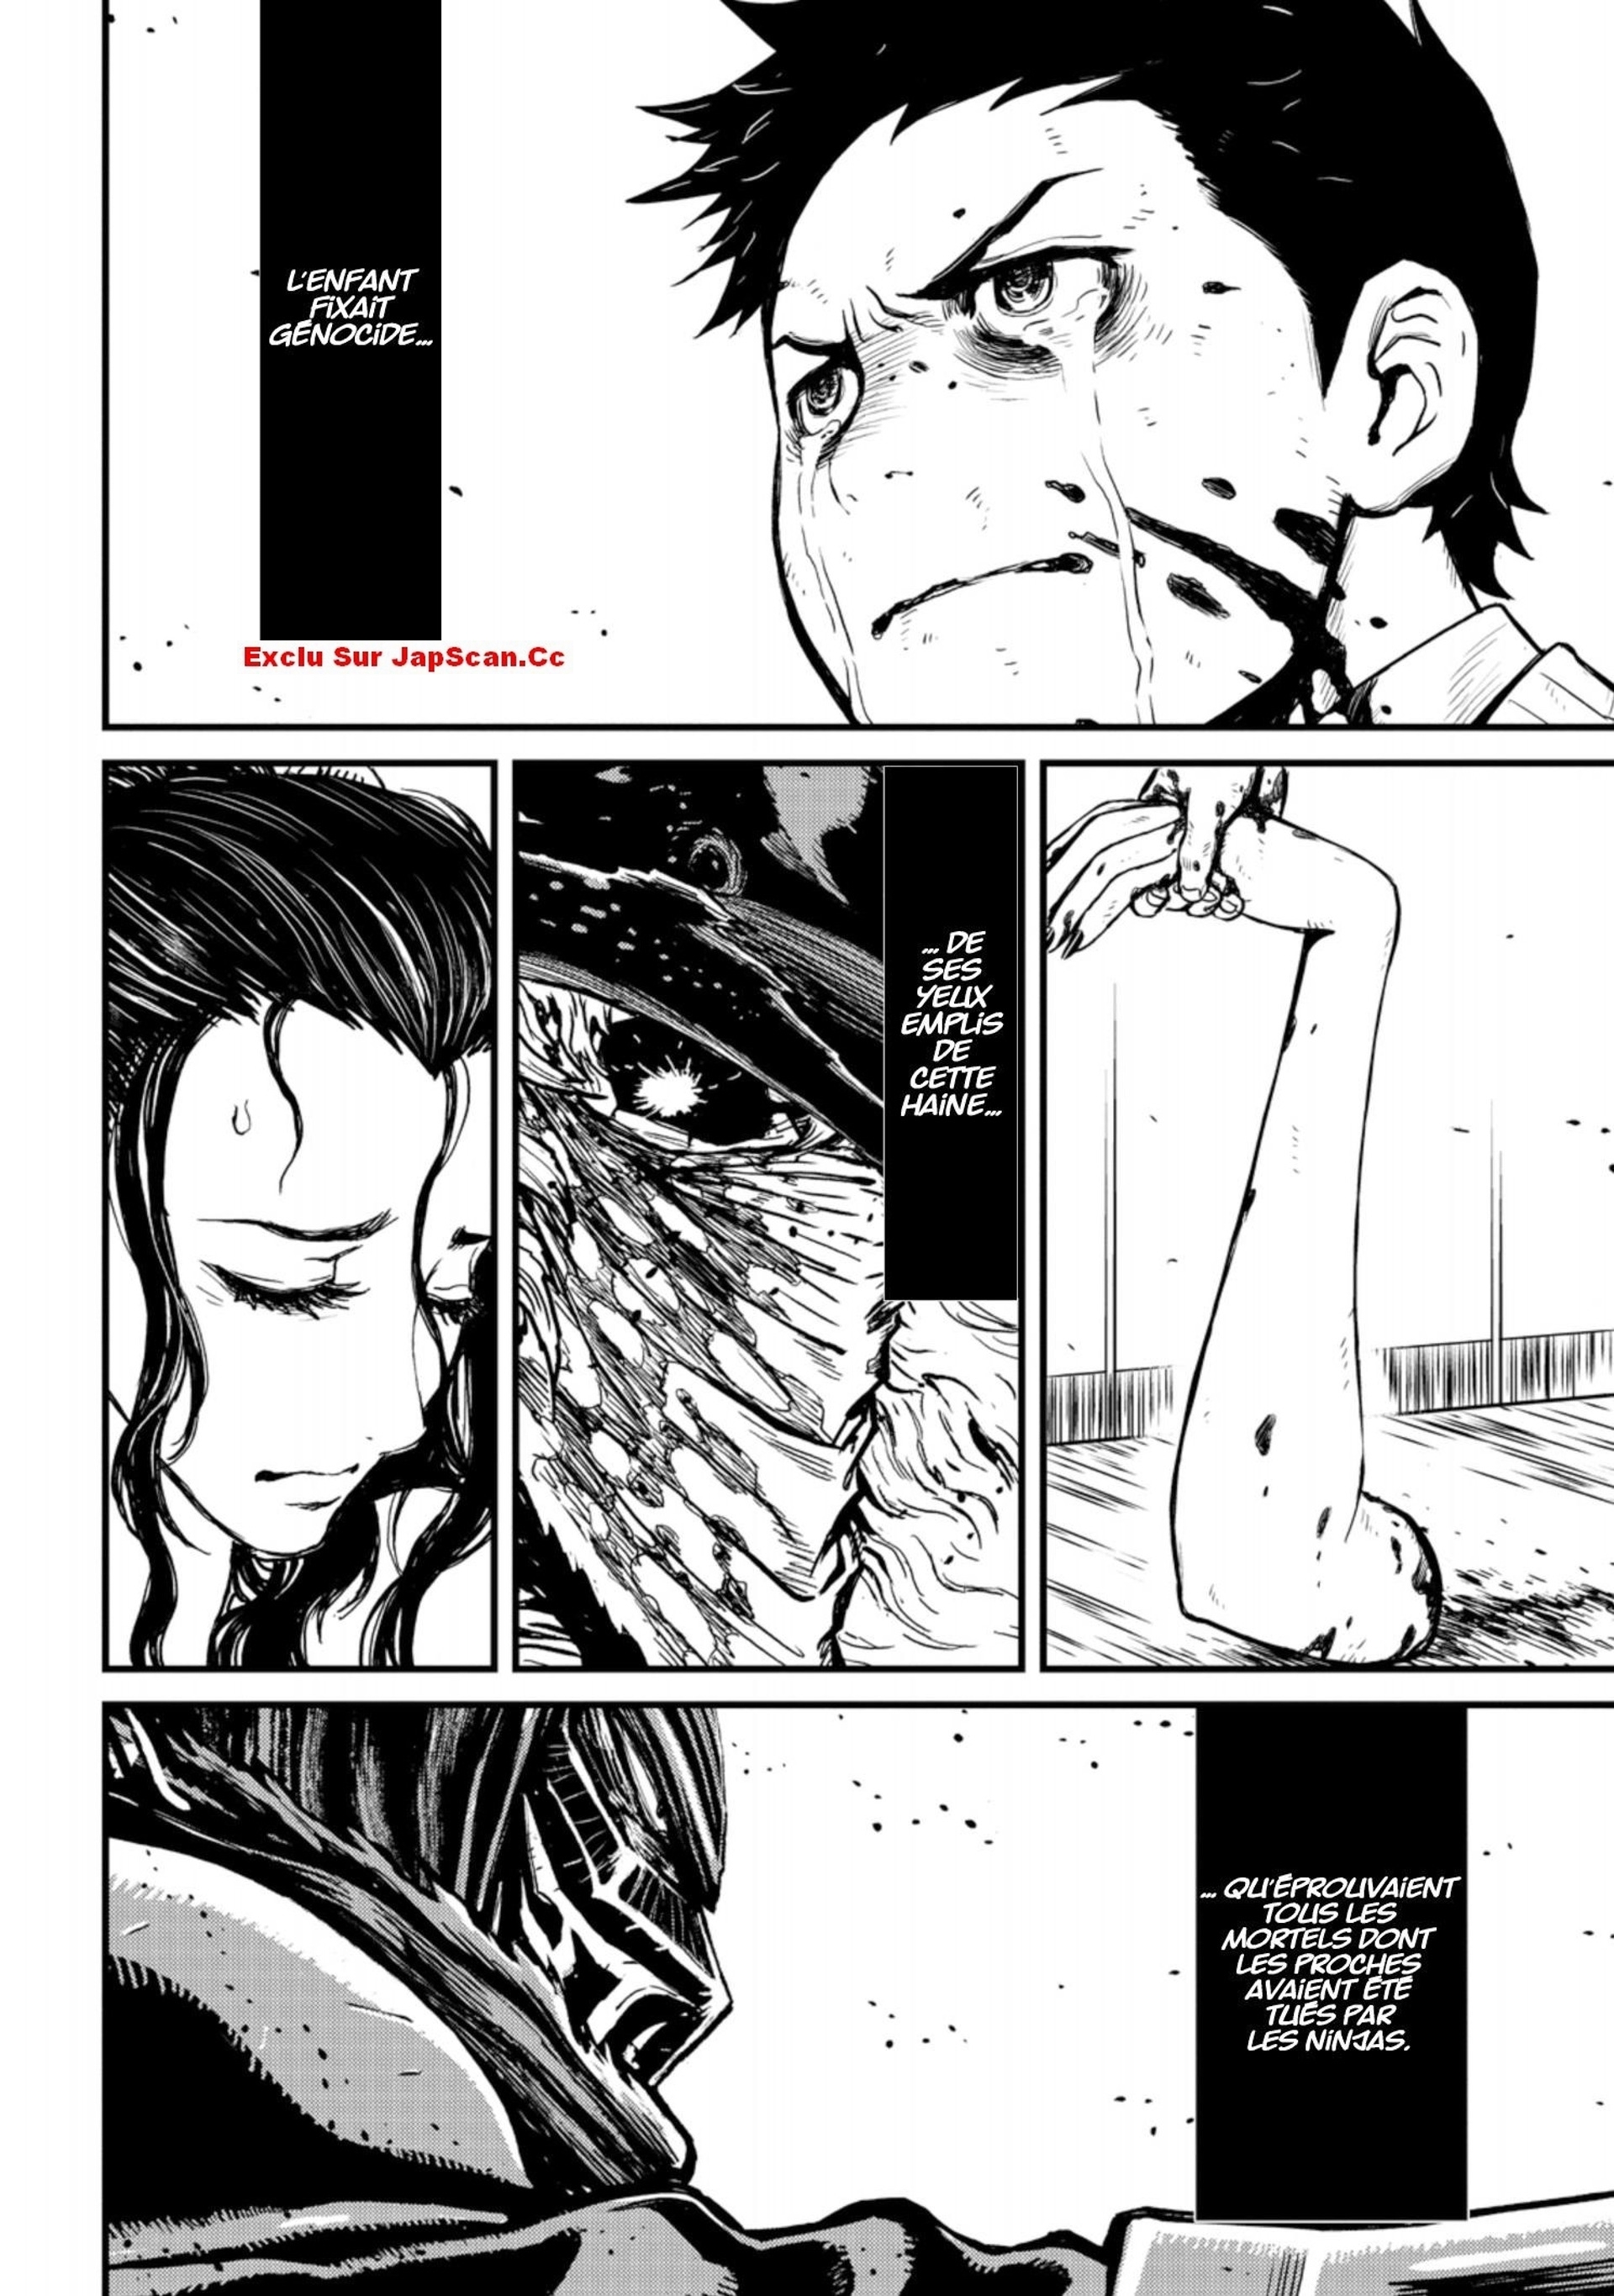 L'ENFANT
FIXAIT
GÉNOCIDE...
Exclu Sur JapScan.Cc
... DE
SES
YEUX
EMPLIS
DE
CETTE
HAINE...
... QU'ÉPROUVAIENT
TOUS LES
MORTELS DONT
LES PROCHES
AVAIENT ÉTÉ
TUÉS PAR
LES NINJAS.